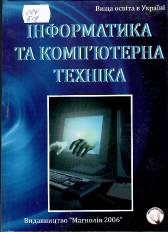 Вища освіта в Україні
ІНФОРМАТИКА
ТА КОМП'ЮТЕРНА
ТЕХНІКА
Видавництво "Магнолія 2006"